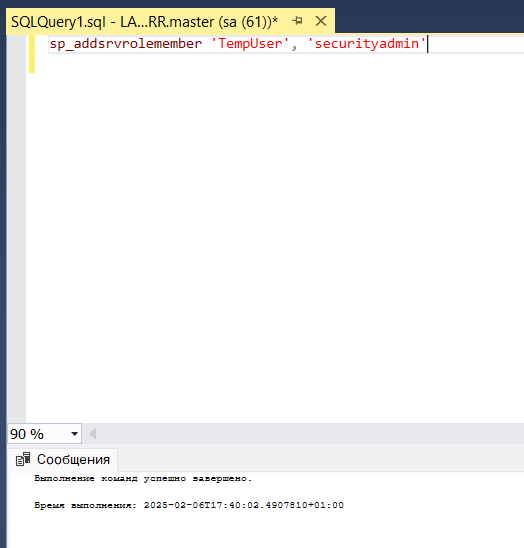 SQLQuery1.sql - LA...RR.master (sa (61))*
sp_addsrvrolemember 'TempUser', 'securityadmin'
90 %
Сообщения
Выполнение команд успешно завершено.
Время выполнения: 2025-02-06T17:40:02.4907810+01:00